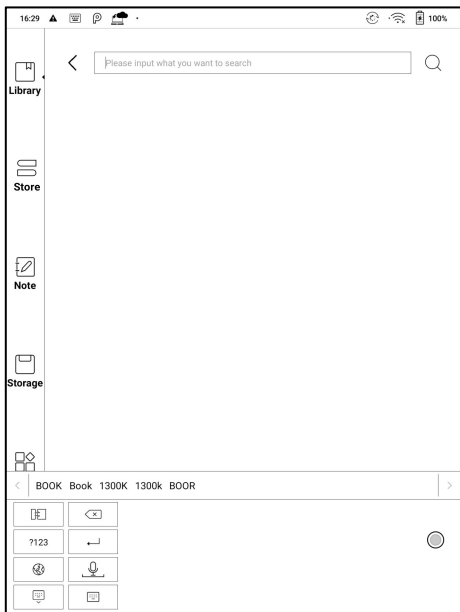 16:29
100%
Please input what you want to search
Library
Store
Note
Storage
BOOK Book 1300K 1300k BOOR
?123